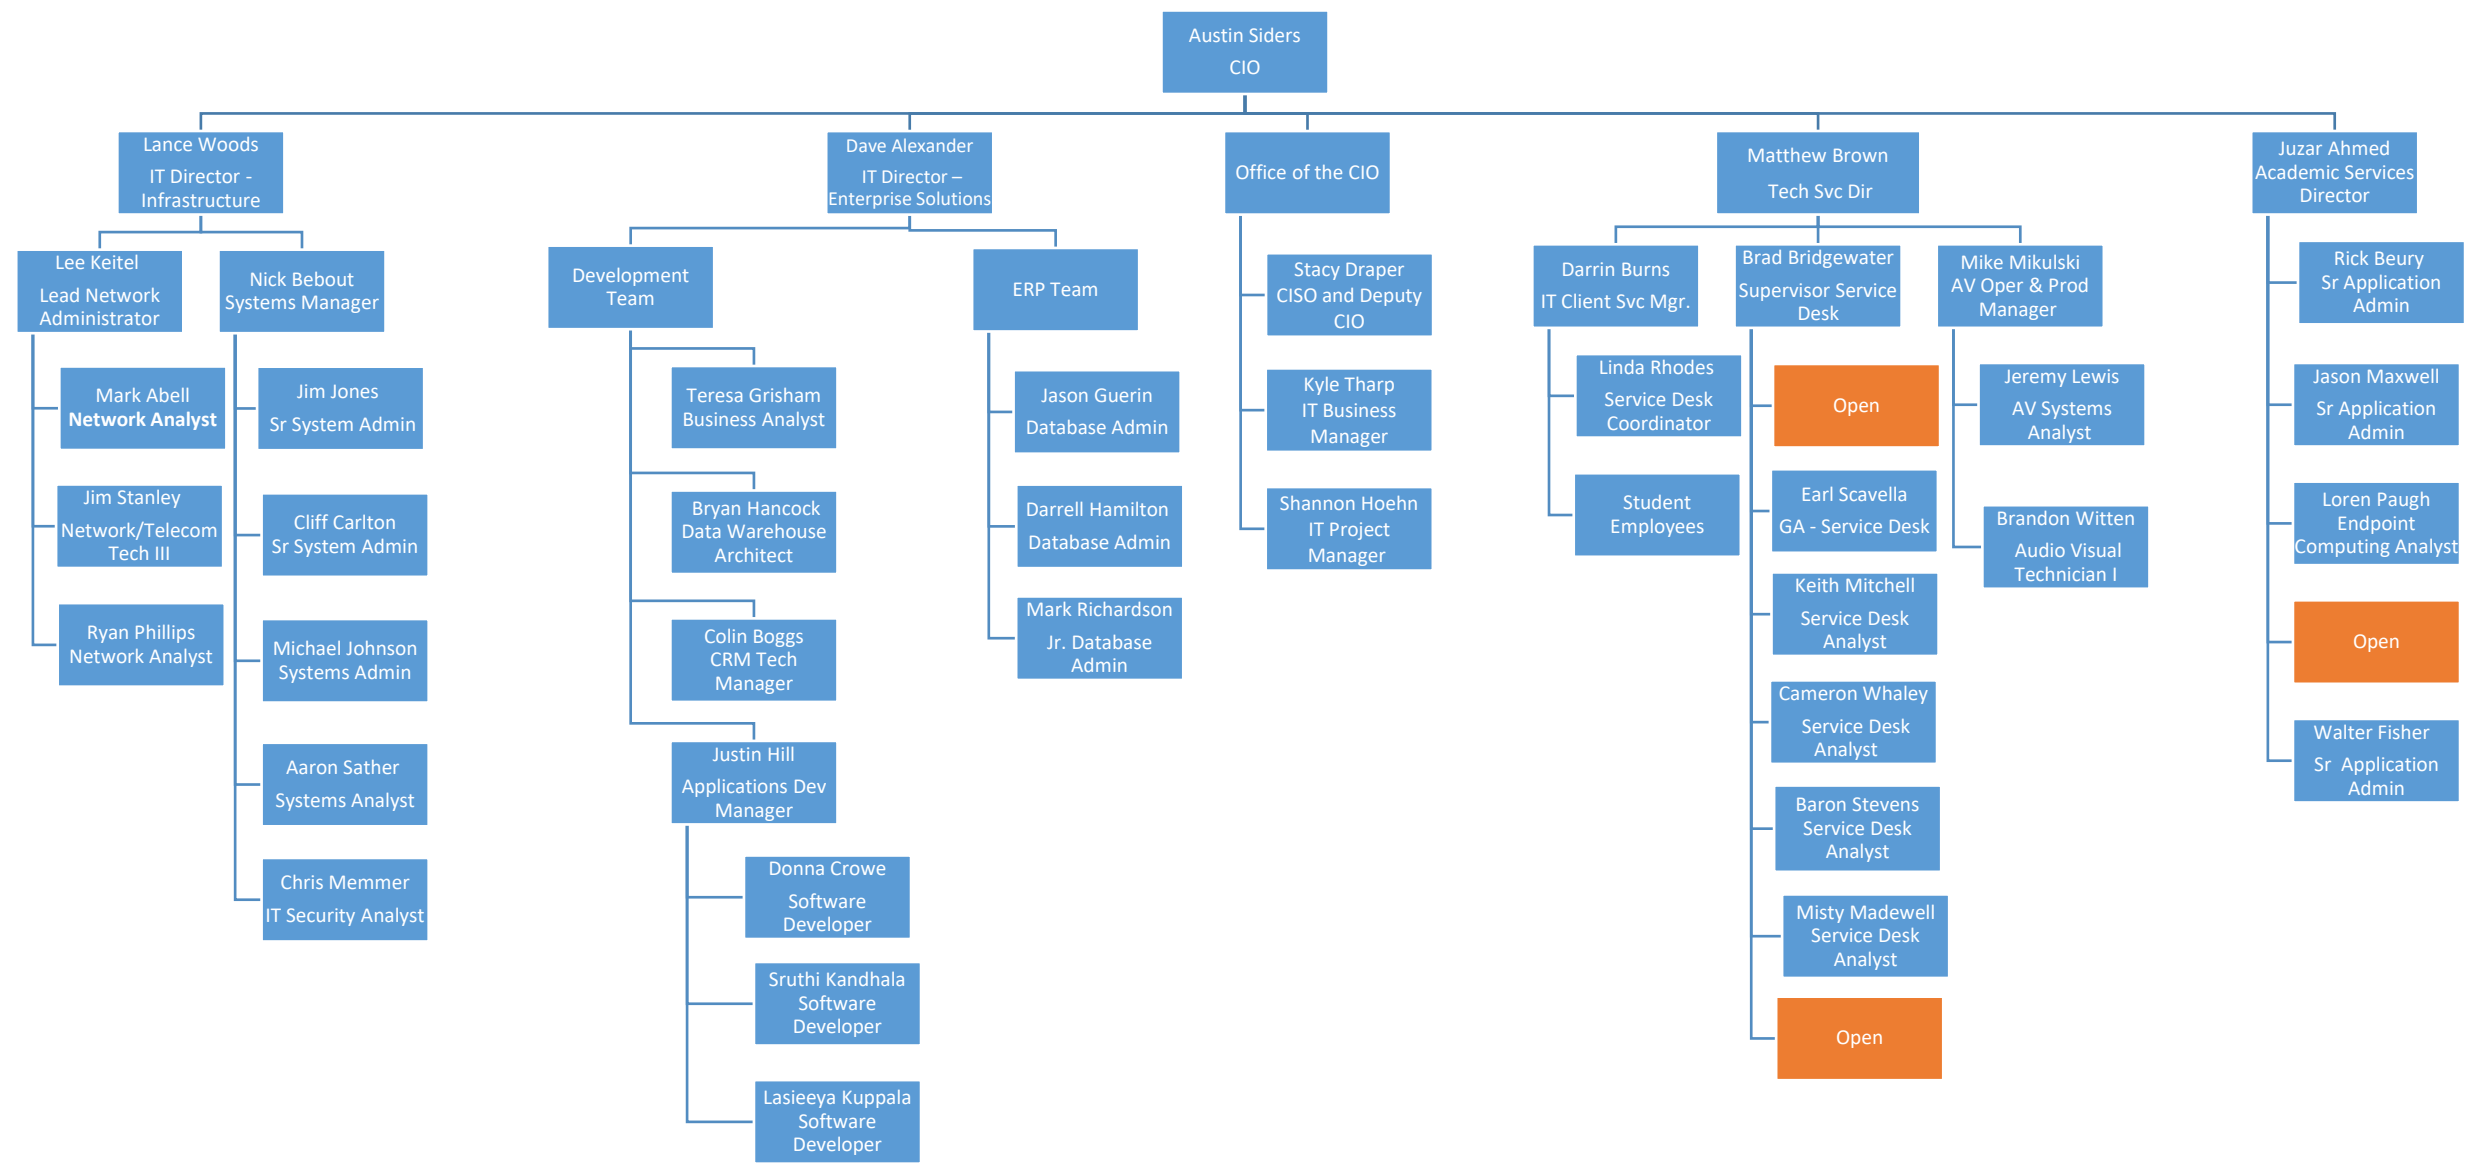 Austin Siders
CIO
Lance Woods
IT Director -
Infrastructure
Lee Keitel
Lead Network
Administrator
Mark Abell
Network Analyst
Jim Stanley
Network/Telecom
Tech III
Ryan Phillips
Network Analyst
Nick Bebout
Systems Manager
Jim Jones
Sr System Admin
Cliff Carlton
Sr System Admin
Michael Johnson
Systems Admin
Aaron Sather
Systems Analyst
Chris Memmer
IT Security Analyst
Dave Alexander
IT Director –
Enterprise Solutions
Development
Team
Teresa Grisham
Business Analyst
Bryan Hancock
Data Warehouse
Architect
Colin Boggs
CRM Tech
Manager
Justin Hill
Applications Dev
Manager
Donna Crowe
Software
Developer
Sruthi Kandhala
Software
Developer
Lasieeya Kuppala
Software
Developer
ERP Team
Jason Guerin
Database Admin
Darrell Hamilton
Database Admin
Mark Richardson
Jr. Database
Admin
Office of the CIO
Stacy Draper
CISO and Deputy
CIO
Kyle Tharp
IT Business
Manager
Shannon Hoehn
IT Project
Manager
Matthew Brown
Tech Svc Dir
Darrin Burns
IT Client Svc Mgr.
Linda Rhodes
Service Desk
Coordinator
Student
Employees
Brad Bridgewater
Supervisor Service
Desk
Open
Earl Scavella
GA - Service Desk
Keith Mitchell
Service Desk
Analyst
Cameron Whaley
Service Desk
Analyst
Baron Stevens
Service Desk
Analyst
Misty Madewell
Service Desk
Analyst
Open
Mike Mikulski
AV Oper & Prod
Manager
Jeremy Lewis
AV Systems
Analyst
Brandon Witten
Audio Visual
Technician I
Juzar Ahmed
Academic Services
Director
Rick Beury
Sr Application
Admin
Jason Maxwell
Sr Application
Admin
Loren Paugh
Endpoint
Computing Analyst
Open
Walter Fisher
Sr  Application
Admin